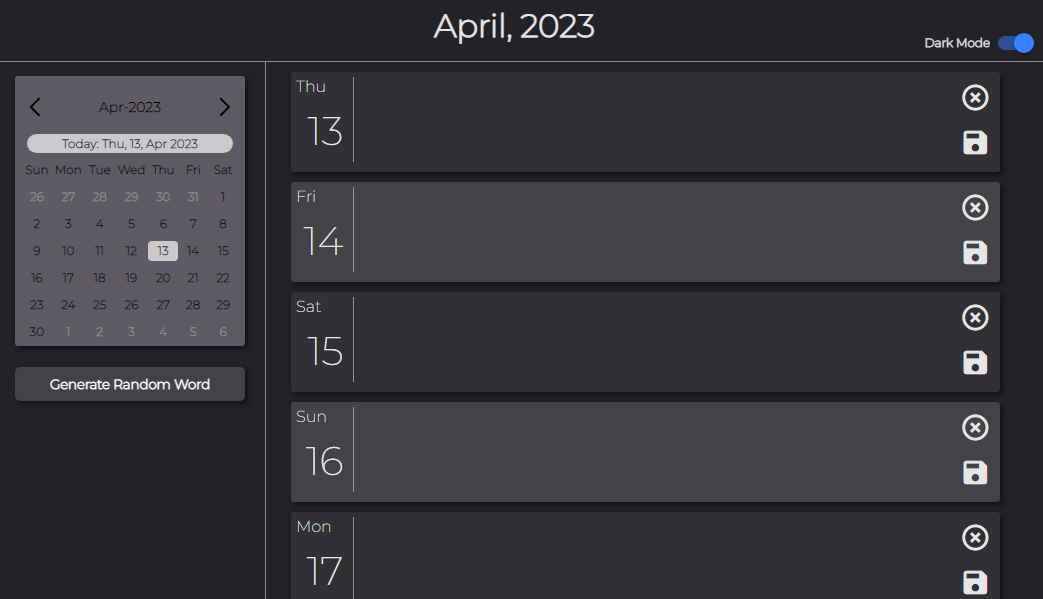 April, 2023
Dark Mode
Apr-2023
Today: Thu, 13, Apr 2023
Sun Mon Tue Wed Thu Fri Sat
26 27 28 29 30 31 1
2 3 4 5 6 7 8
9 10 11 12 13 14 15
16 17 18 19 20 21 22
23 24 25 26 27 28 29
30 1 2 3 4 5 6
Generate Random Word
Thu
13
Fri
14
Sat
15
Sun
16
Mon
17